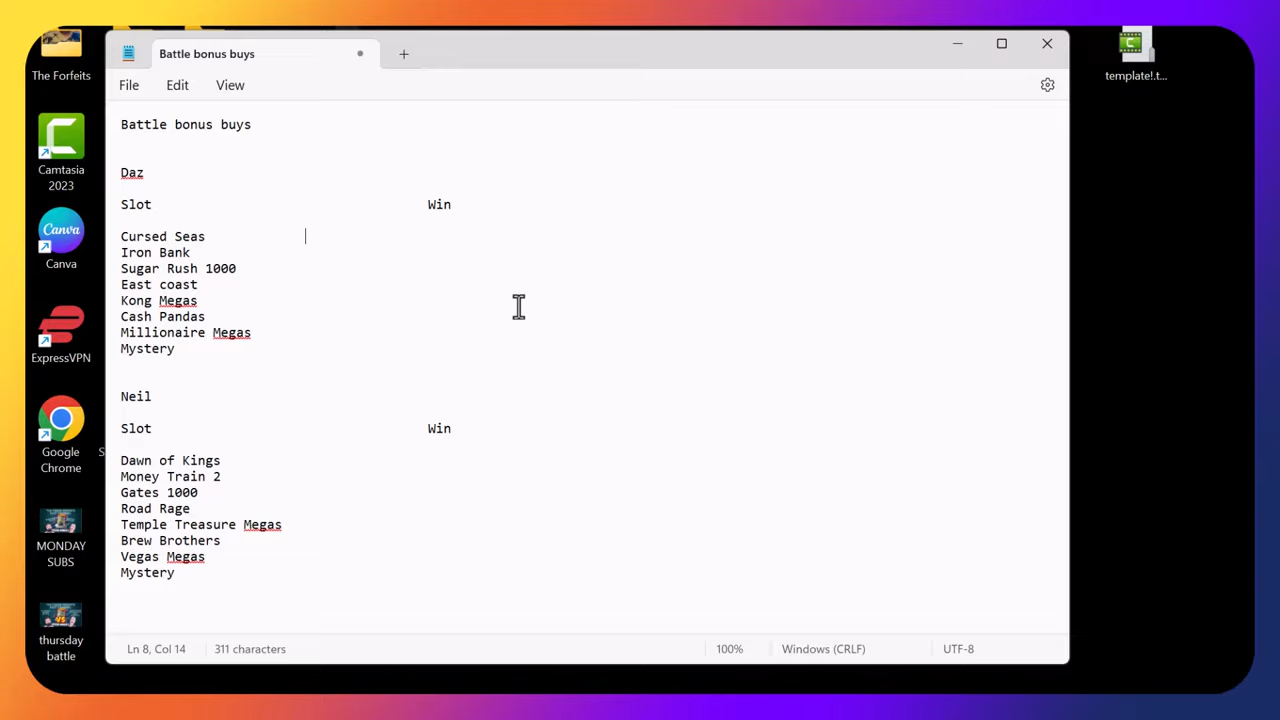 The Forfeits
Camtasia
2023
Canva
Canva
ExpressVPN
Google
Chrome
S
MONDAY
SUBS
thursday
battle
template!.t...
Battle bonus buys
File Edit View
Battle bonus buys
Daz
Slot Win
Cursed Seas
Iron Bank
Sugar Rush 1000
East coast
Kong Megas
Cash Pandas
Millionaire Megas
Mystery
Neil
Slot Win
Dawn of Kings
Money Train 2
Gates 1000
Road Rage
Temple Treasure Megas
Brew Brothers
Vegas Megas
Mystery
Ln 8, Col 14 311 characters 100% Windows (CRLF) UTF-8